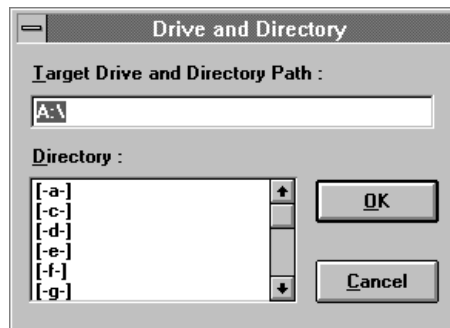 Drive and Directory
Target Drive and Directory Path :
A:\
Directory :
[-a-]
[-c-]
[-d-]
[-e-]
[-f-]
[-g-]
OK
Cancel